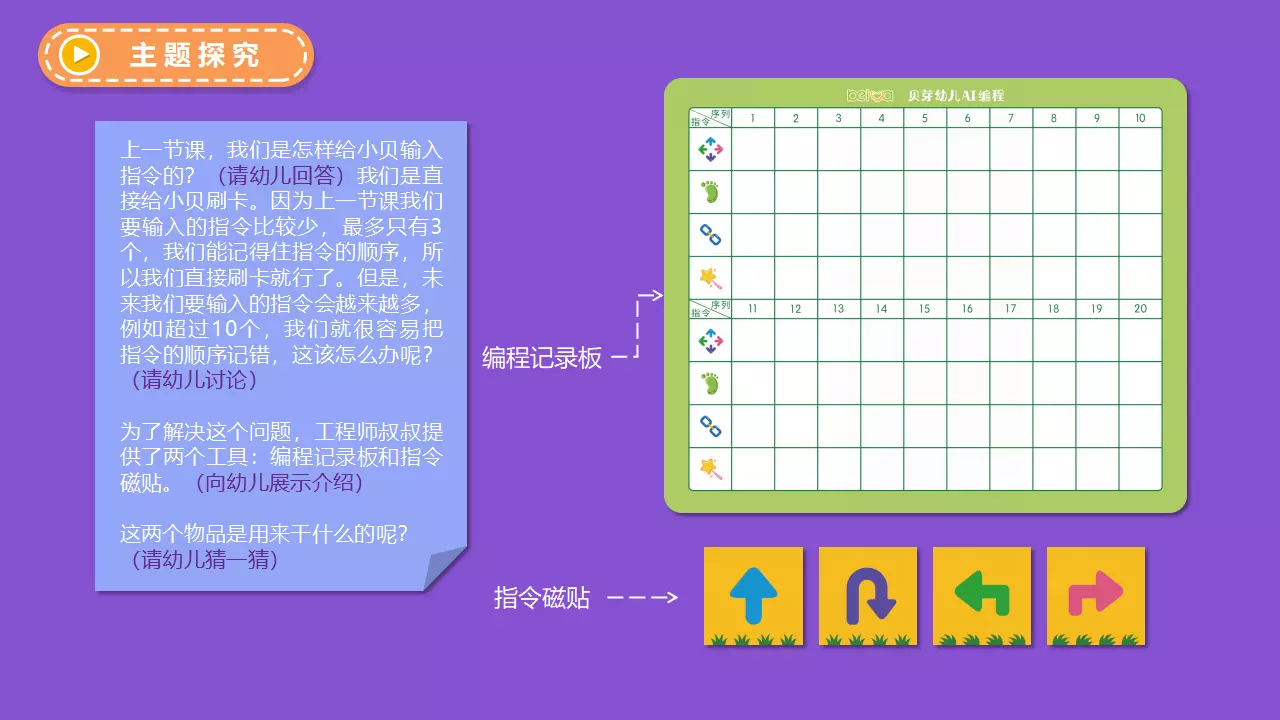 主题探究
上一节课，我们是怎样给小贝输入
指令的？（请幼儿回答）我们是直
接给小贝刷卡。因为上一节课我们
要输入的指令比较少，最多只有3
个，我们能记得住指令的顺序，所
以我们直接刷卡就行了。但是，未
来我们要输入的指令会越来越多，
例如超过10个，我们就很容易把
指令的顺序记错，这该怎么办呢？
（请幼儿讨论）
为了解决这个问题，工程师叔叔提
供了两个工具：编程记录板和指令
磁贴。（向幼儿展示介绍）
这两个物品是用来干什么的呢？
（请幼儿猜一猜）
编程记录板
beiya 贝芽幼儿AI编程
序列 指令 1 2 3 4 5 6 7 8 9 10
序列 指令 11 12 13 14 15 16 17 18 19 20
指令磁贴